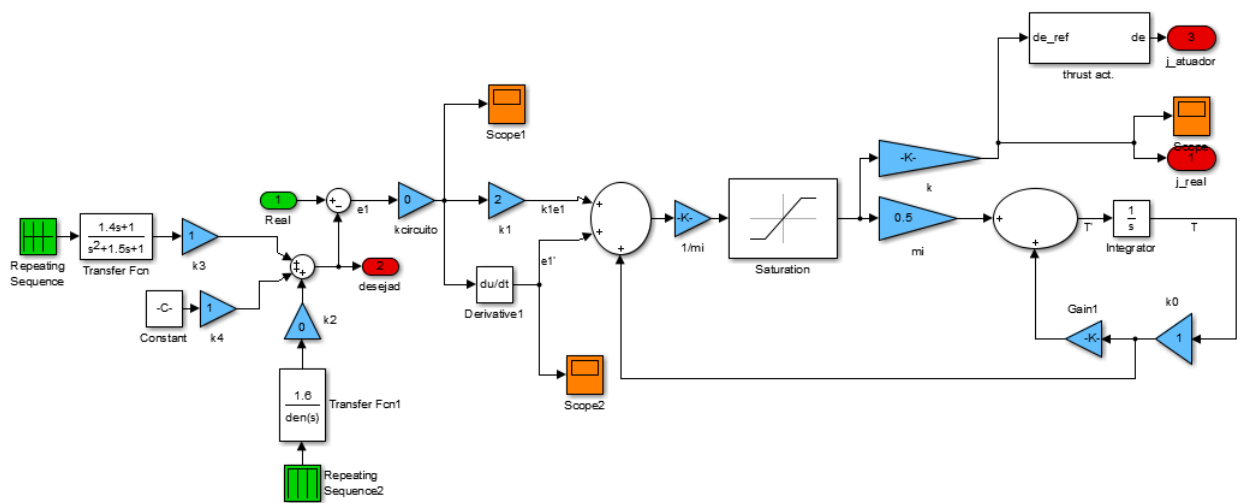 Repeating
Sequence
1.4s+1
s2+1.5s+1
Transfer Fcn
1
k3
-C-
Constant
1
k4
1
Real
e1
2
desejad
0
k2
1.6
den(s)
Transfer Fcn1
Repeating
Sequence2
0
kcircuito
Scope1
2
k1
k1e1
du/dt
Derivative1
e1`
Scope2
-K-
1/mi
Saturation
-K-
k
0.5
mi
de_ref
de
thrust act.
3
j_atuador
Scope
1
j_real
T`
1
s
Integrator
T
Gain1
-K-
k0
1